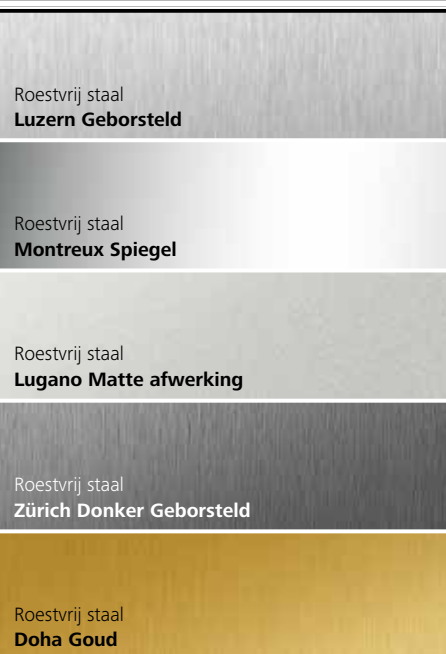 Roestvrij staal
Luzern Geborsteld
Roestvrij staal
Montreux Spiegel
Roestvrij staal
Lugano Matte afwerking
Roestvrij staal
Zürich Donker Geborsteld
Roestvrij staal
Doha Goud